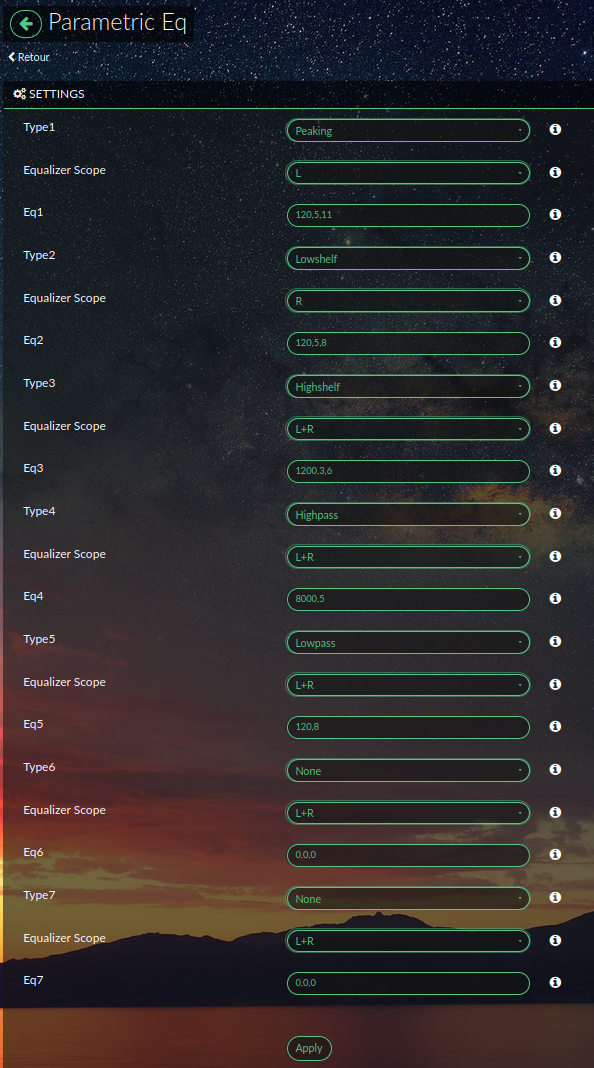 Parametric Eq
Retour
SETTINGS
Type1 Peaking
Equalizer Scope L
Eq1 120,5,11
Type2 Lowshelf
Equalizer Scope R
Eq2 120,5,8
Type3 Highshelf
Equalizer Scope L+R
Eq3 1200,3,6
Type4 Highpass
Equalizer Scope L+R
Eq4 8000,5
Type5 Lowpass
Equalizer Scope L+R
Eq5 120,8
Type6 None
Equalizer Scope L+R
Eq6 0,0,0
Type7 None
Equalizer Scope L+R
Eq7 0,0,0
Apply